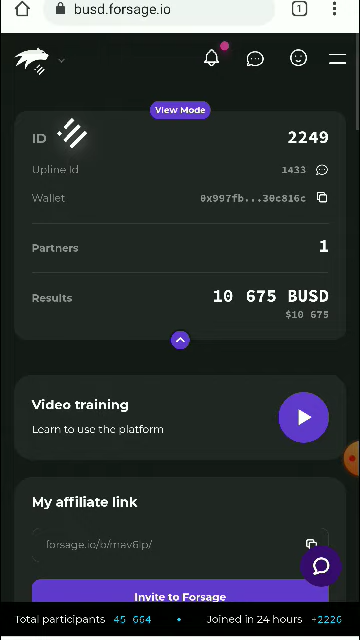 busd.forsage.io
1
View Mode
ID 2249
Upline Id 1433
Wallet 0x997fb...30c816c
Partners 1
Results 10 675 BUSD
$10 675
Video training
Learn to use the platform
My affiliate link
forsage.io/b/mav6lp/
Invite to Forsage
Total participants 45 664 • Joined in 24 hours +2226